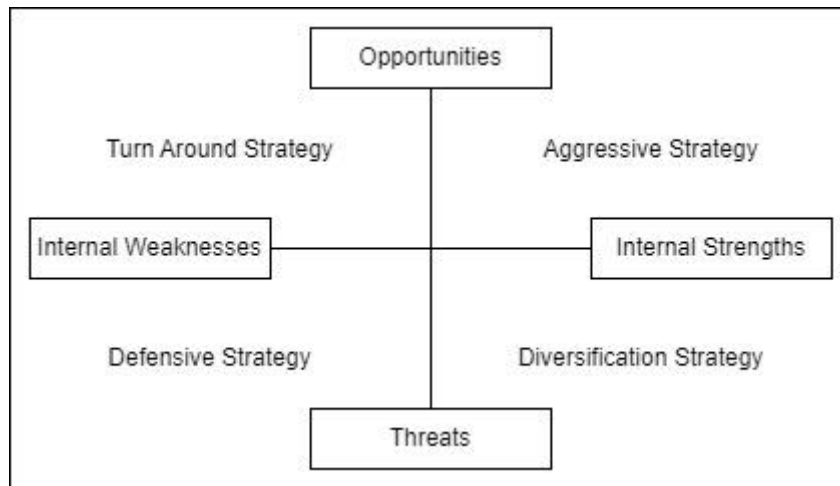 Opportunities
Turn Around Strategy
Aggressive Strategy
Internal Weaknesses
Internal Strengths
Defensive Strategy
Diversification Strategy
Threats